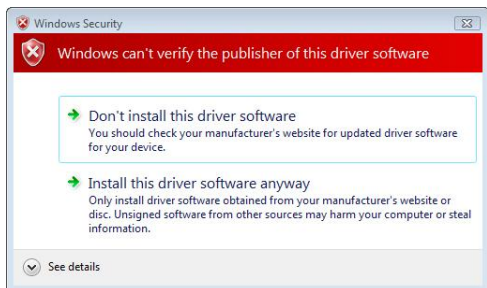 Windows Security
Windows can't verify the publisher of this driver software
Don't install this driver software
You should check your manufacturer's website for updated driver software
for your device.
Install this driver software anyway
Only install driver software obtained from your manufacturer's website or
disc. Unsigned software from other sources may harm your computer or steal
information.
See details